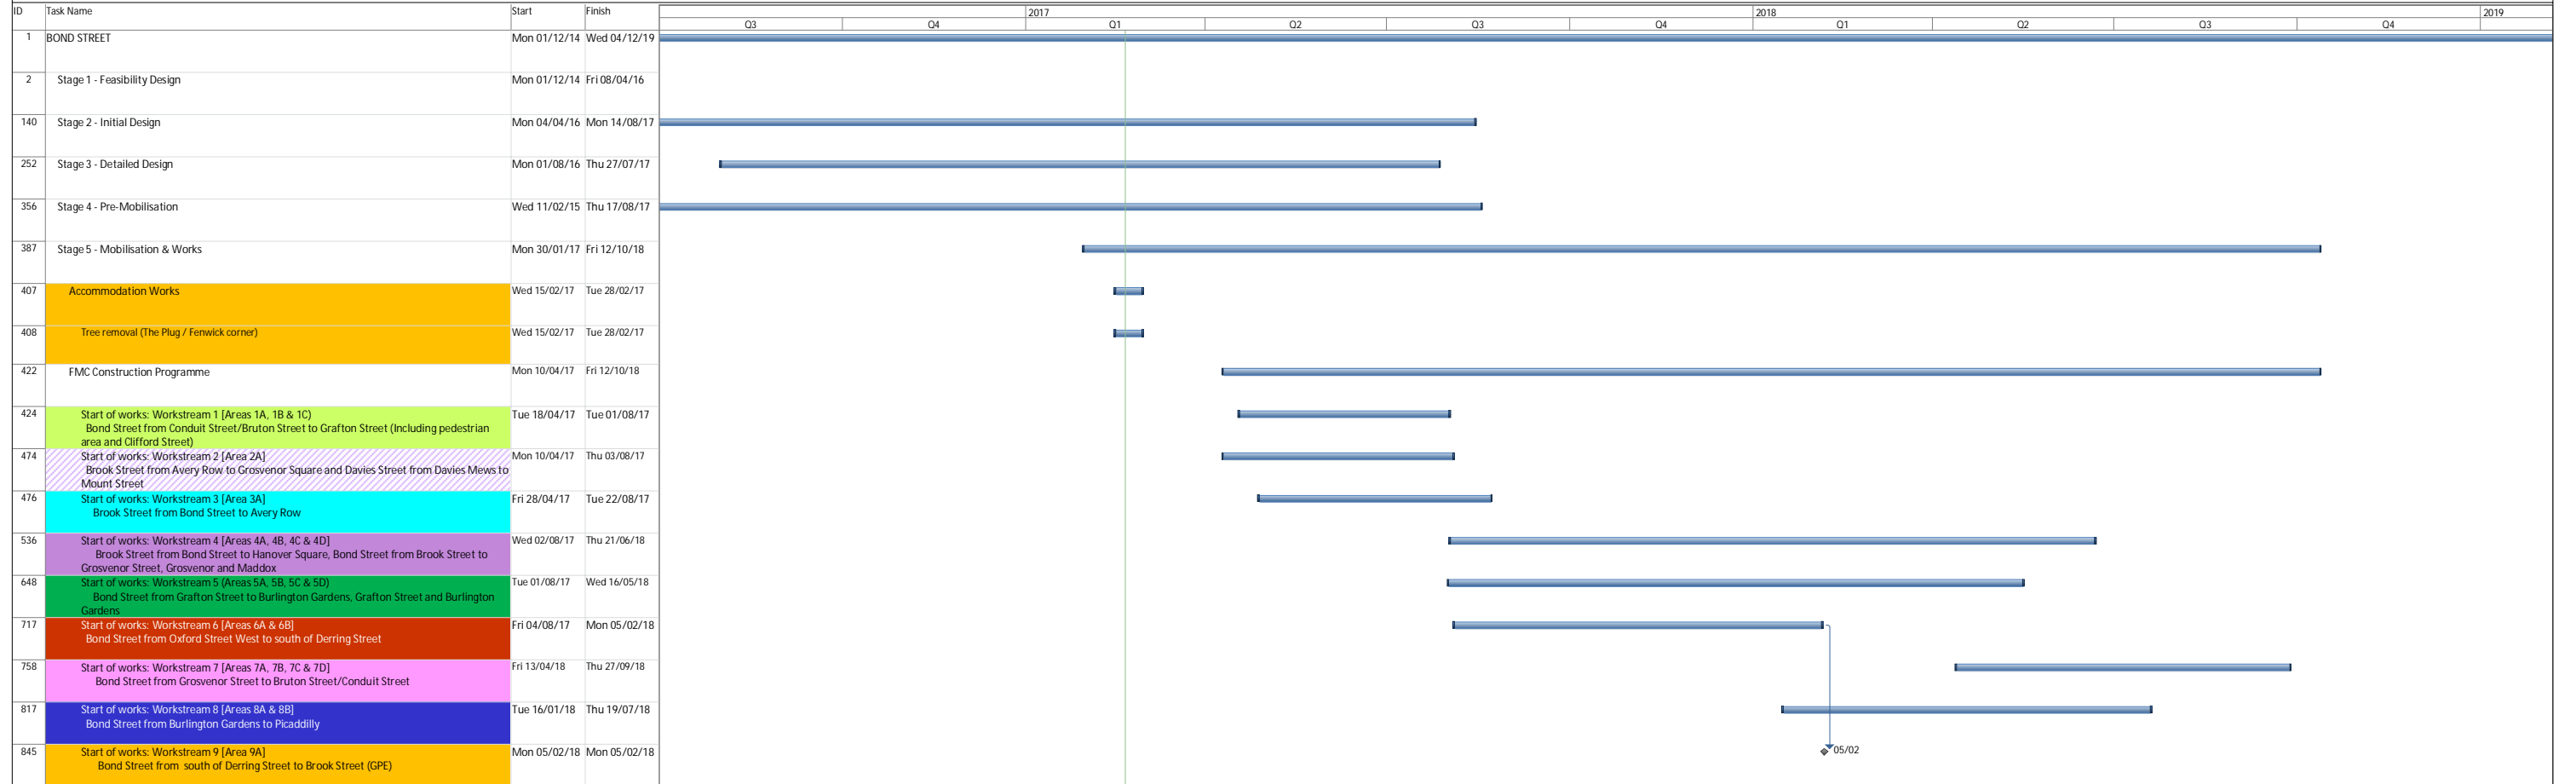 ID Task Name Start Finish 2017 2018 2019
Q3 Q4 Q1 Q2 Q3 Q4 Q1 Q2 Q3 Q4
1 BOND STREET Mon 01/12/14 Wed 04/12/19
2 Stage 1 - Feasibility Design Mon 01/12/14 Fri 08/04/16
140 Stage 2 - Initial Design Mon 04/04/16 Mon 14/08/17
252 Stage 3 - Detailed Design Mon 01/08/16 Thu 27/07/17
356 Stage 4 - Pre-Mobilisation Wed 11/02/15 Thu 17/08/17
387 Stage 5 - Mobilisation & Works Mon 30/01/17 Fri 12/10/18
407 Accommodation Works Wed 15/02/17 Tue 28/02/17
408 Tree removal (The Plug / Fenwick corner) Wed 15/02/17 Tue 28/02/17
422 FMC Construction Programme Mon 10/04/17 Fri 12/10/18
424 Start of works: Workstream 1 [Areas 1A, 1B & 1C) Tue 18/04/17 Tue 01/08/17
Bond Street from Conduit Street/Bruton Street to Grafton Street (Including pedestrian
area and Clifford Street)
474 Start of works: Workstream 2 [Area 2A] Mon 10/04/17 Thu 03/08/17
Brook Street from Avery Row to Grosvenor Square and Davies Street from Davies Mews to
Mount Street
476 Start of works: Workstream 3 [Area 3A] Fri 28/04/17 Tue 22/08/17
Brook Street from Bond Street to Avery Row
536 Start of works: Workstream 4 [Areas 4A, 4B, 4C & 4D] Wed 02/08/17 Thu 21/06/18
Brook Street from Bond Street to Hanover Square, Bond Street from Brook Street to
Grosvenor Street, Grosvenor and Maddox
648 Start of works: Workstream 5 (Areas 5A, 5B, 5C & 5D) Tue 01/08/17 Wed 16/05/18
Bond Street from Grafton Street to Burlington Gardens, Grafton Street and Burlington
Gardens
717 Start of works: Workstream 6 [Areas 6A & 6B] Fri 04/08/17 Mon 05/02/18
Bond Street from Oxford Street West to south of Derring Street
758 Start of works: Workstream 7 [Areas 7A, 7B, 7C & 7D] Fri 13/04/18 Thu 27/09/18
Bond Street from Grosvenor Street to Bruton Street/Conduit Street
817 Start of works: Workstream 8 [Areas 8A & 8B] Tue 16/01/18 Thu 19/07/18
Bond Street from Burlington Gardens to Picaddilly
845 Start of works: Workstream 9 [Area 9A] Mon 05/02/18 Mon 05/02/18 05/02
Bond Street from south of Derring Street to Brook Street (GPE)